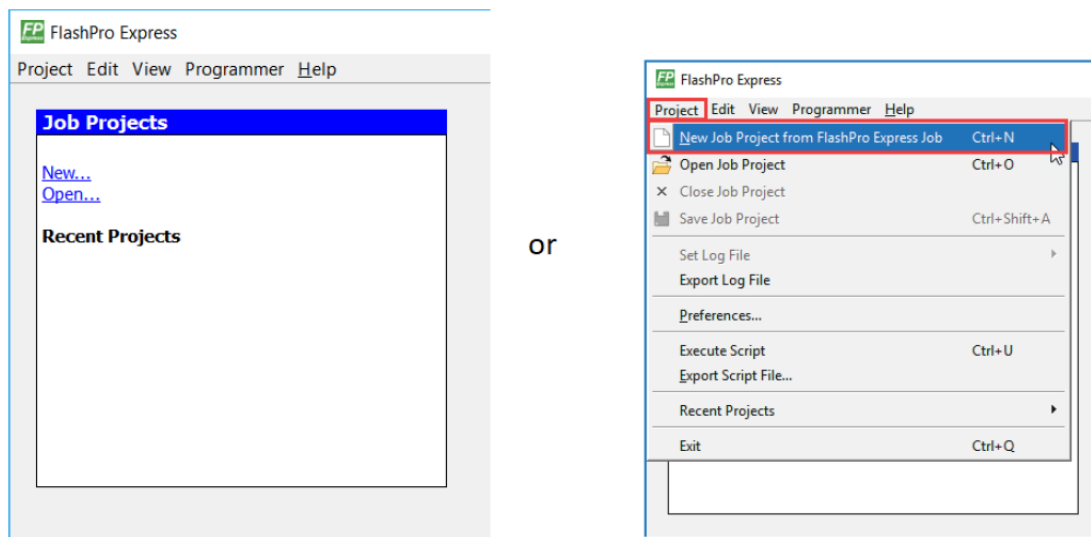 FP Express FlashPro Express
Project Edit View Programmer Help
Job Projects
New...
Open...
Recent Projects
or
FP Express FlashPro Express
Project Edit View Programmer Help
New Job Project from FlashPro Express Job Ctrl+N
Open Job Project Ctrl+O
Close Job Project
Save Job Project Ctrl+Shift+A
Set Log File
Export Log File
Preferences...
Execute Script Ctrl+U
Export Script File...
Recent Projects
Exit Ctrl+Q